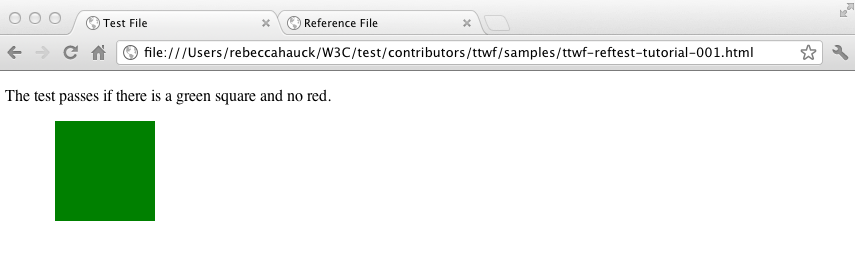 Test File
Reference File
file:///Users/rebeccahauck/W3C/test/contributors/ttwf/samples/ttwf-reftest-tutorial-001.html
The test passes if there is a green square and no red.